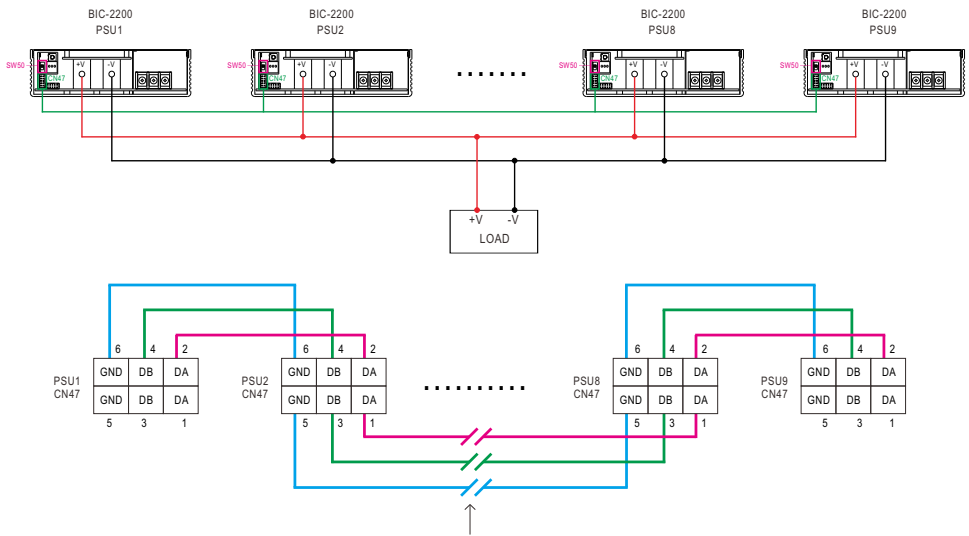 BIC-2200 BIC-2200 BIC-2200 BIC-2200
PSU1 PSU2 PSU8 PSU9
SW50 CN47 +V -V SW50 CN47 +V -V SW50 CN47 +V -V SW50 CN47 +V -V
+V -V
LOAD
6 4 2 6 4 2 6 4 2 6 4 2
PSU1 CN47 GND DB DA PSU2 CN47 GND DB DA PSU8 CN47 GND DB DA PSU9 CN47 GND DB DA
GND DB DA GND DB DA GND DB DA GND DB DA
5 3 1 5 3 1 5 3 1 5 3 1